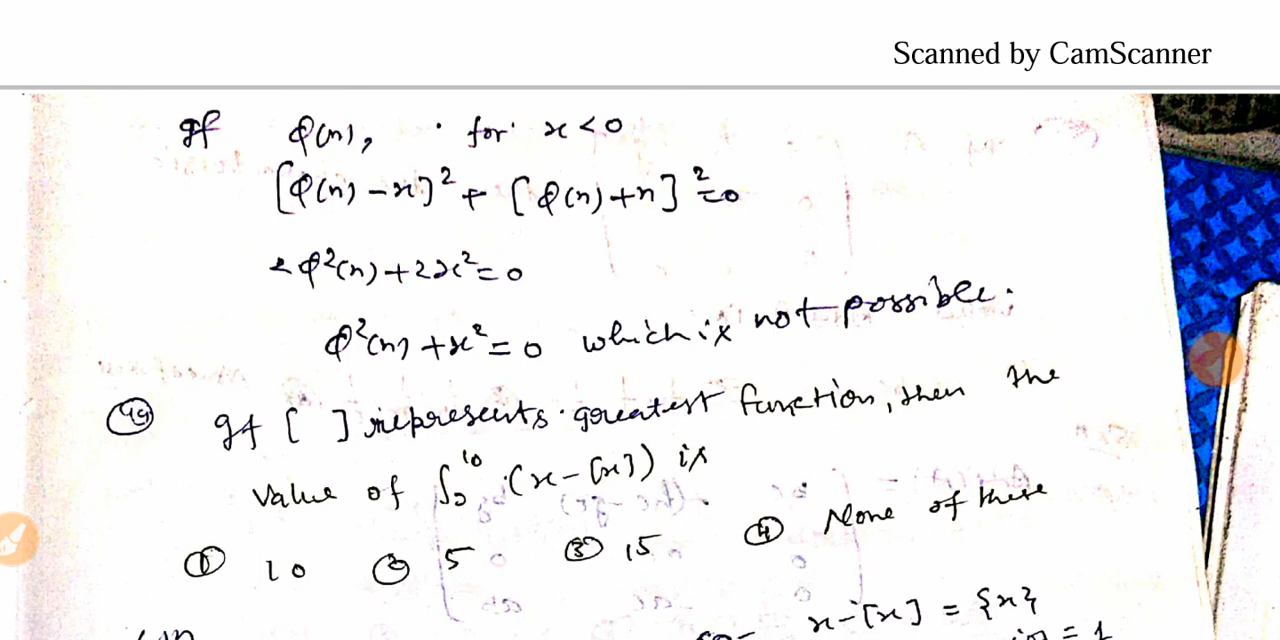 Scanned by CamScanner
If φ(x), for x<0
[φ(x)-x]² + [φ(x)+x]² = 0
2φ²(x)+2x²=0
φ²(x)+x²=0 which is not possible.
If [ ] represents greatest function, then the
value of ∫₀¹⁰ (x-[x]) is
① 10 ② 5 ③ 15 ④ None of these
x-[x] = {x}
= 1